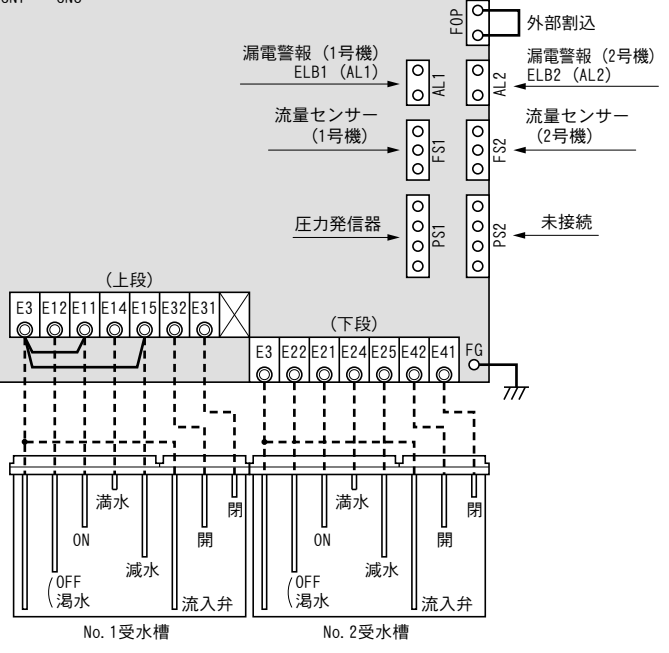 FOP
外部割込
漏電警報 (1号機)
ELB1 (AL1)
AL1
AL2
漏電警報 (2号機)
ELB2 (AL2)
流量センサー
(1号機)
FS1
FS2
流量センサー
(2号機)
圧力発信器
PS1
PS2
未接続
(上段)
E3 E12 E11 E14 E15 E32 E31
(下段)
E3 E22 E21 E24 E25 E42 E41
FG
満水
閉
ON
開
減水
(OFF
渇水
流入弁
満水
閉
ON
開
減水
(OFF
渇水
流入弁
No.1受水槽
No.2受水槽